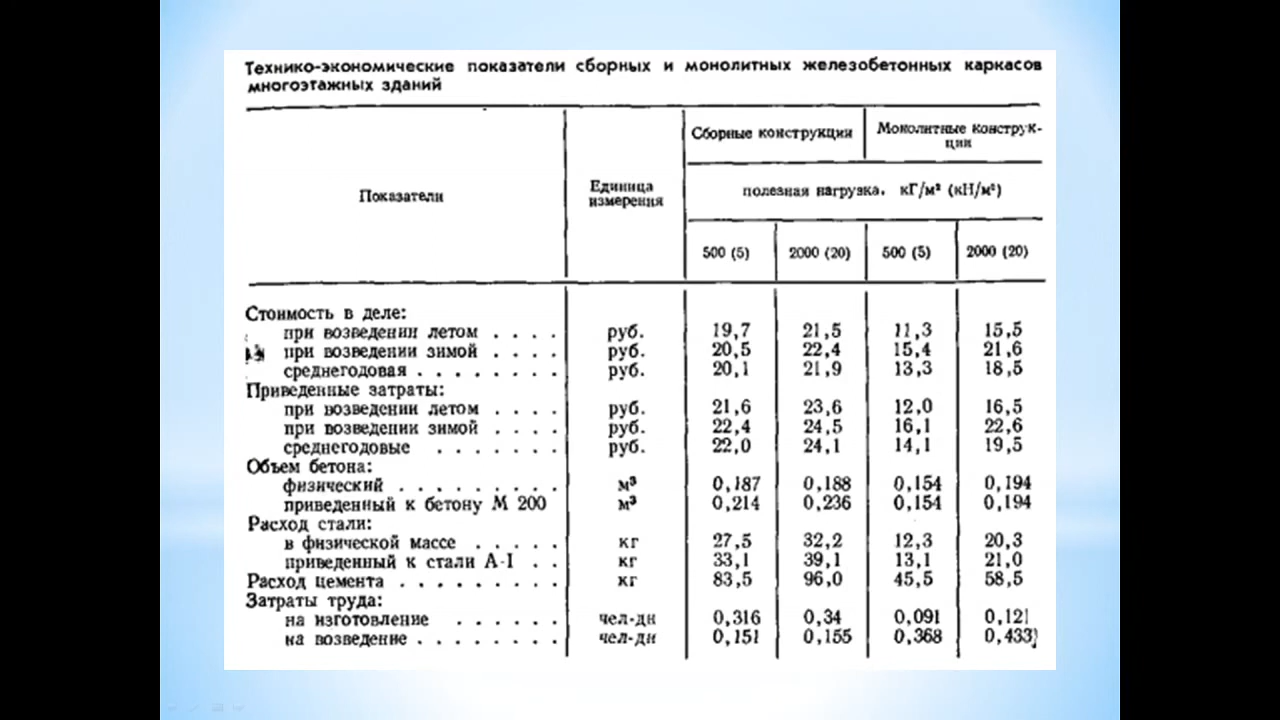 Технико-экономические показатели сборных и монолитных железобетонных каркасов
многоэтажных зданий
Показатели
Единица
измерения
Сборные конструкции
Монолитные конструк-
ции
полезная нагрузка, кГ/м² (кН/м²)
500 (5) 2000 (20) 500 (5) 2000 (20)
Стоимость в деле:
при возведении летом . . . . руб. 19,7 21,5 11,3 15,5
при возведении зимой . . . . руб. 20,5 22,4 15,4 21,6
среднегодовая . . . . . . . . руб. 20,1 21,9 13,3 18,5
Приведенные затраты:
при возведении летом . . . . руб. 21,6 23,6 12,0 16,5
при возведении зимой . . . . руб. 22,4 24,5 16,1 22,6
среднегодовые . . . . . . . руб. 22,0 24,1 14,1 19,5
Объем бетона:
физический . . . . . . . . . м³ 0,187 0,188 0,154 0,194
приведенный к бетону М 200 м³ 0,214 0,236 0,154 0,194
Расход стали:
в физической массе . . . . . кг 27,5 32,2 12,3 20,3
приведенный к стали А-I . . кг 33,1 39,1 13,1 21,0
Расход цемента . . . . . . . . . кг 83,5 96,0 45,5 58,5
Затраты труда:
на изготовление . . . . . . чел-дн 0,316 0,34 0,091 0,121
на возведение . . . . . . . . чел-дн 0,151 0,155 0,368 0,433